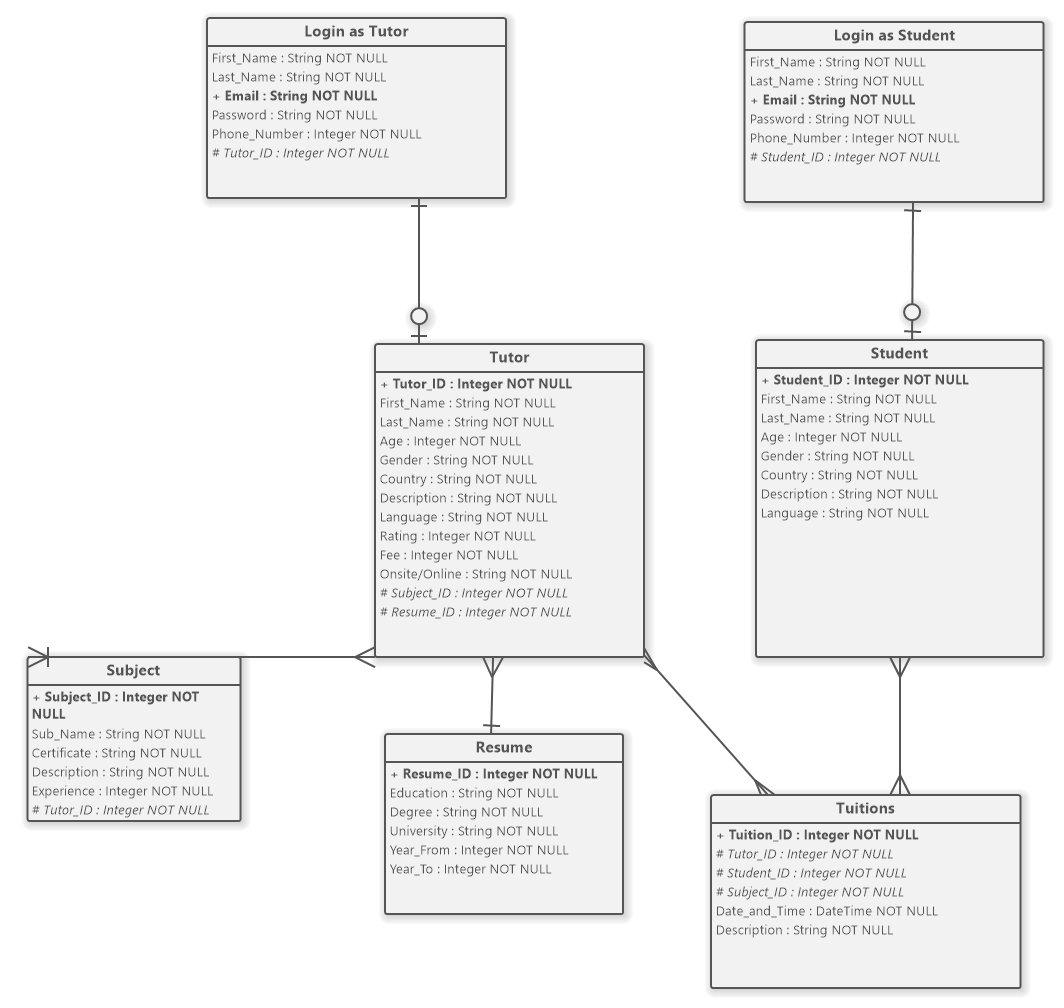 Login as Tutor
First_Name : String NOT NULL
Last_Name : String NOT NULL
+ Email : String NOT NULL
Password : String NOT NULL
Phone_Number : Integer NOT NULL
# Tutor_ID : Integer NOT NULL
Login as Student
First_Name : String NOT NULL
Last_Name : String NOT NULL
+ Email : String NOT NULL
Password : String NOT NULL
Phone_Number : Integer NOT NULL
# Student_ID : Integer NOT NULL
Tutor
+ Tutor_ID : Integer NOT NULL
First_Name : String NOT NULL
Last_Name : String NOT NULL
Age : Integer NOT NULL
Gender : String NOT NULL
Country : String NOT NULL
Description : String NOT NULL
Language : String NOT NULL
Rating : Integer NOT NULL
Fee : Integer NOT NULL
Onsite/Online : String NOT NULL
# Subject_ID : Integer NOT NULL
# Resume_ID : Integer NOT NULL
Student
+ Student_ID : Integer NOT NULL
First_Name : String NOT NULL
Last_Name : String NOT NULL
Age : Integer NOT NULL
Gender : String NOT NULL
Country : String NOT NULL
Description : String NOT NULL
Language : String NOT NULL
Subject
+ Subject_ID : Integer NOT
NULL
Sub_Name : String NOT NULL
Certificate : String NOT NULL
Description : String NOT NULL
Experience : Integer NOT NULL
# Tutor_ID : Integer NOT NULL
Resume
+ Resume_ID : Integer NOT NULL
Education : String NOT NULL
Degree : String NOT NULL
University : String NOT NULL
Year_From : Integer NOT NULL
Year_To : Integer NOT NULL
Tuitions
+ Tuition_ID : Integer NOT NULL
# Tutor_ID : Integer NOT NULL
# Student_ID : Integer NOT NULL
# Subject_ID : Integer NOT NULL
Date_and_Time : DateTime NOT NULL
Description : String NOT NULL